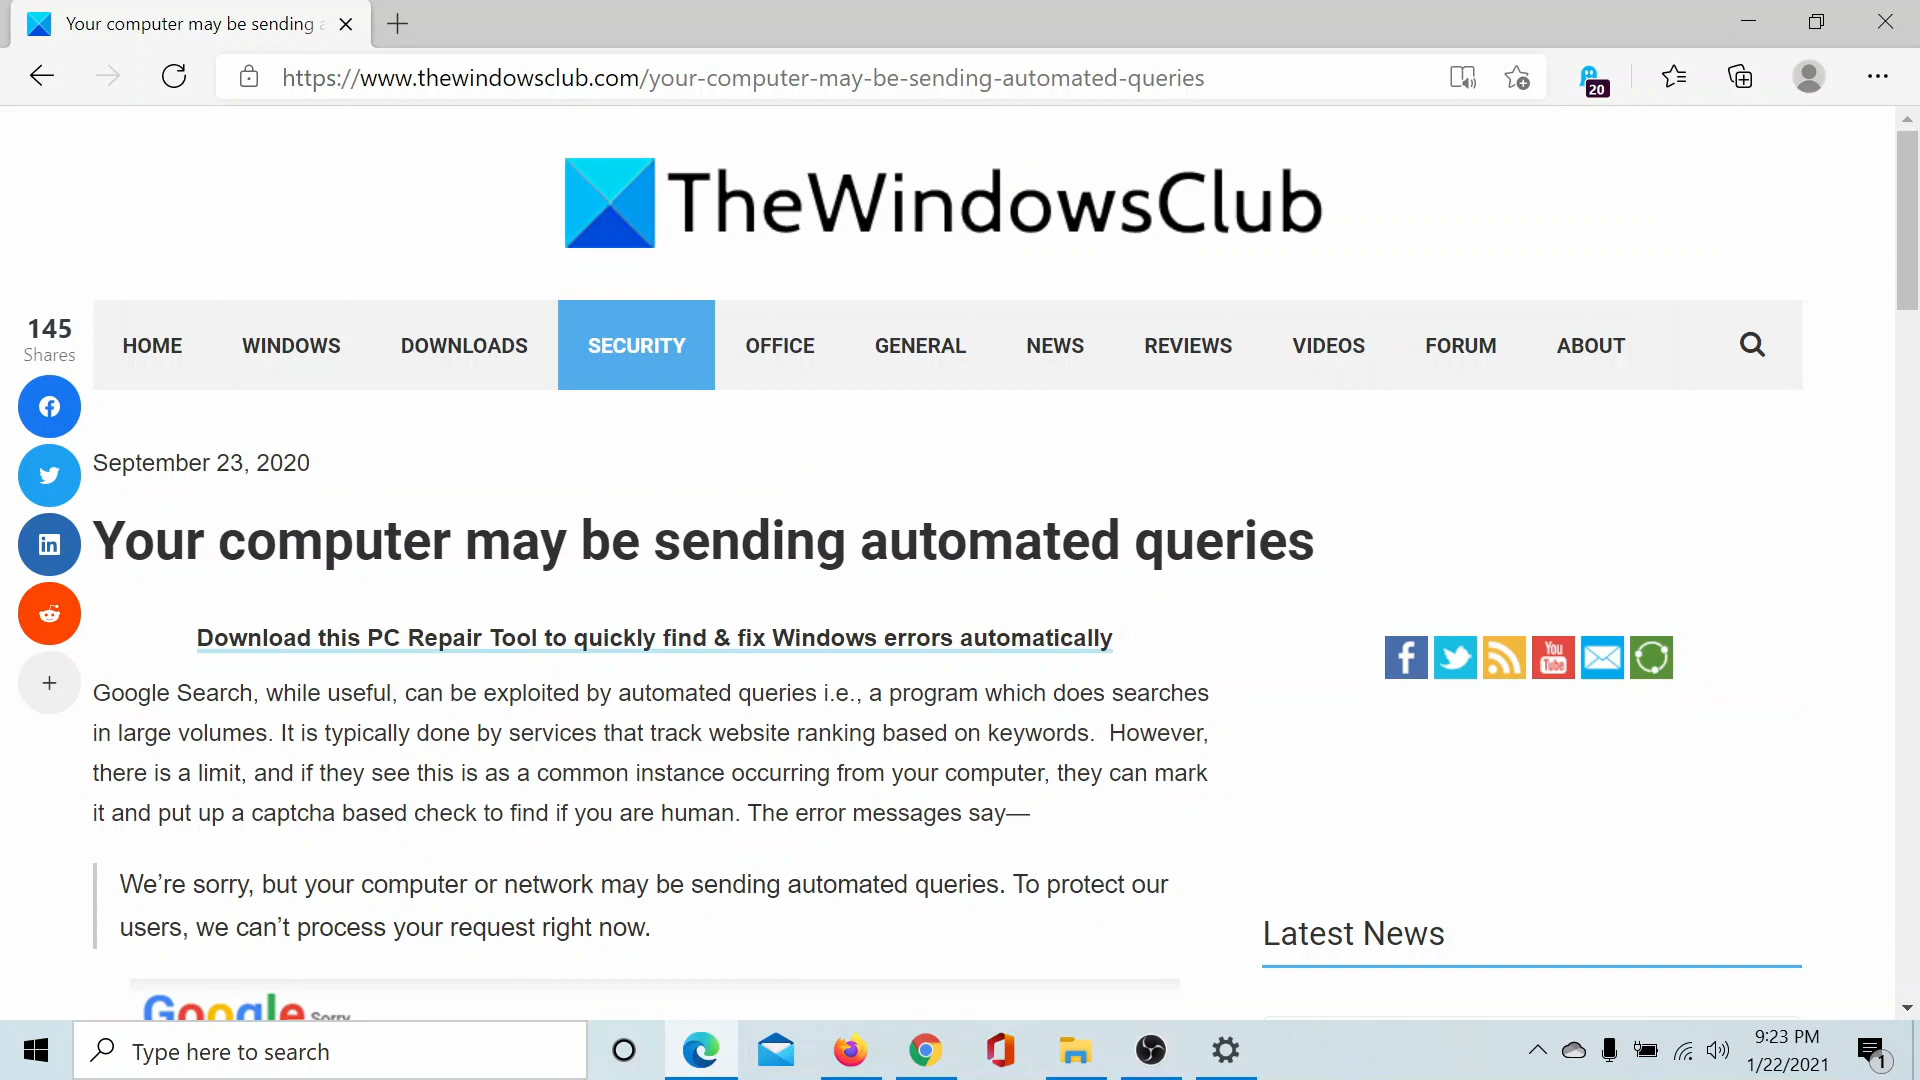 Your computer may be sending
https://www.thewindowsclub.com/your-computer-may-be-sending-automated-queries
20
TheWindowsClub
145
Shares
HOME WINDOWS DOWNLOADS SECURITY OFFICE GENERAL NEWS REVIEWS VIDEOS FORUM ABOUT
September 23, 2020
Your computer may be sending automated queries
Download this PC Repair Tool to quickly find & fix Windows errors automatically
You
Tube
Google Search, while useful, can be exploited by automated queries i.e., a program which does searches
in large volumes. It is typically done by services that track website ranking based on keywords.  However,
there is a limit, and if they see this is as a common instance occurring from your computer, they can mark
it and put up a captcha based check to find if you are human. The error messages say—
We’re sorry, but your computer or network may be sending automated queries. To protect our
users, we can’t process your request right now.
Latest News
Google Sorry
Type here to search
9:23 PM
1/22/2021
1